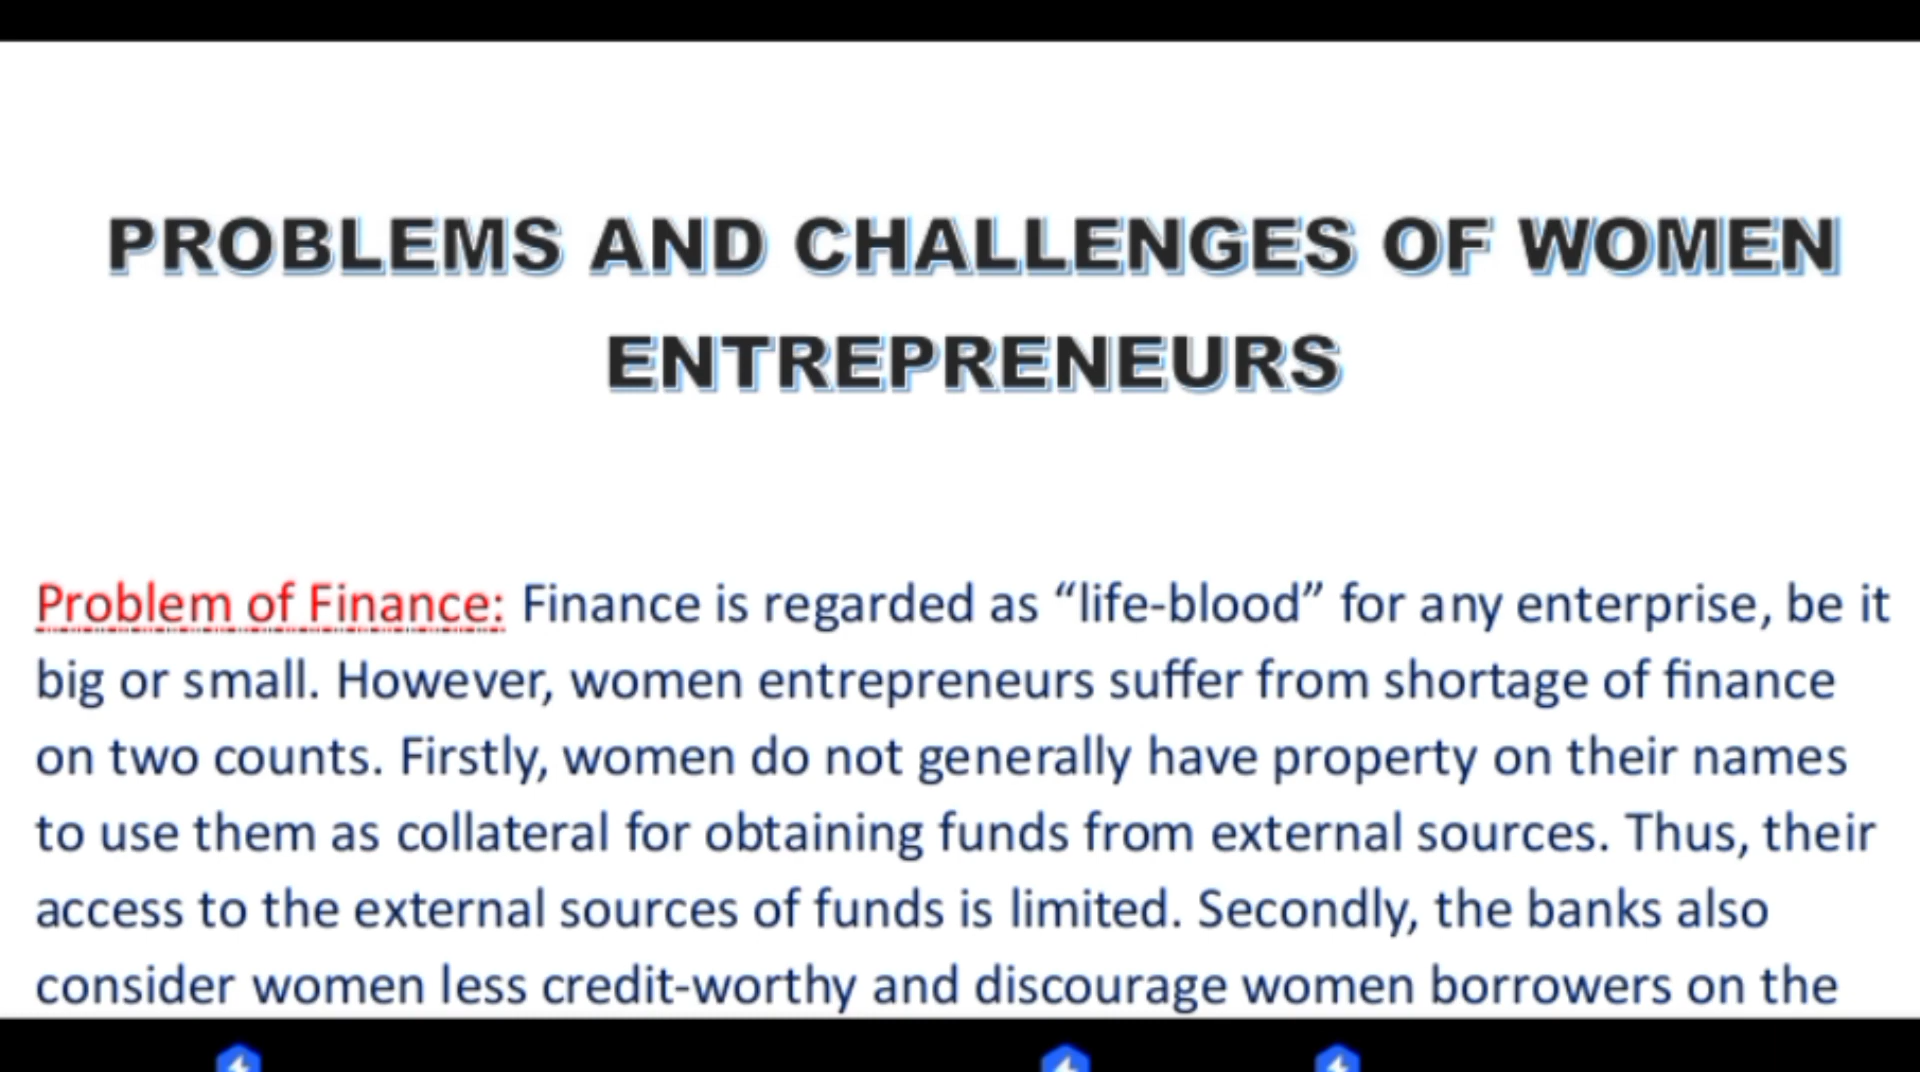 PROBLEMS AND CHALLENGES OF WOMEN
ENTREPRENEURS
Problem of Finance: Finance is regarded as “life-blood” for any enterprise, be it
big or small. However, women entrepreneurs suffer from shortage of finance
on two counts. Firstly, women do not generally have property on their names
to use them as collateral for obtaining funds from external sources. Thus, their
access to the external sources of funds is limited. Secondly, the banks also
consider women less credit-worthy and discourage women borrowers on the